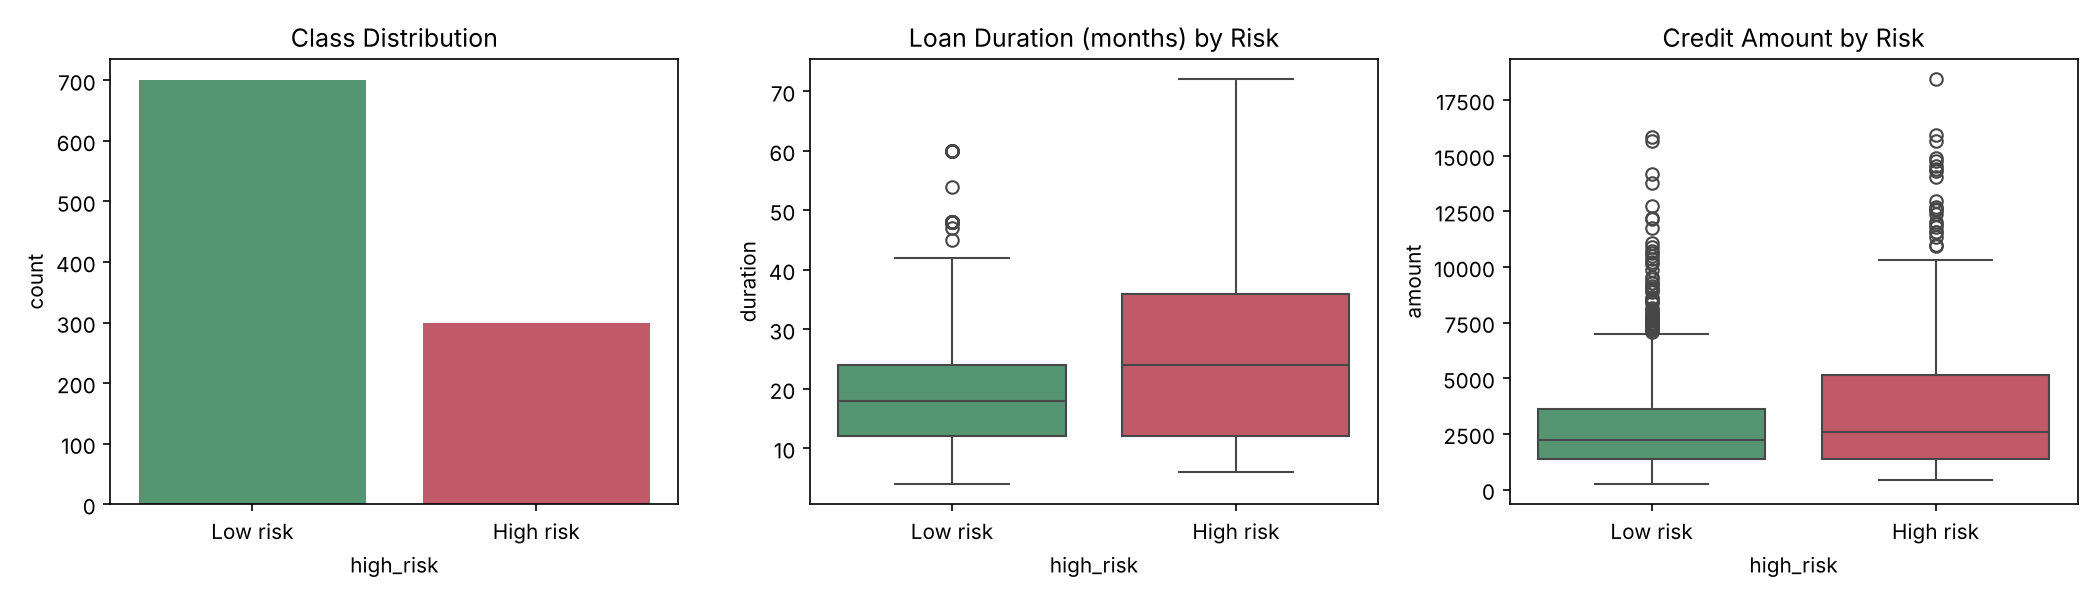 Class Distribution
700
600
500
400
300
200
100
0
count
Low risk
High risk
high_risk
Loan Duration (months) by Risk
70
60
50
40
30
20
10
duration
Low risk
High risk
high_risk
Credit Amount by Risk
17500
15000
12500
10000
7500
5000
2500
0
amount
Low risk
High risk
high_risk